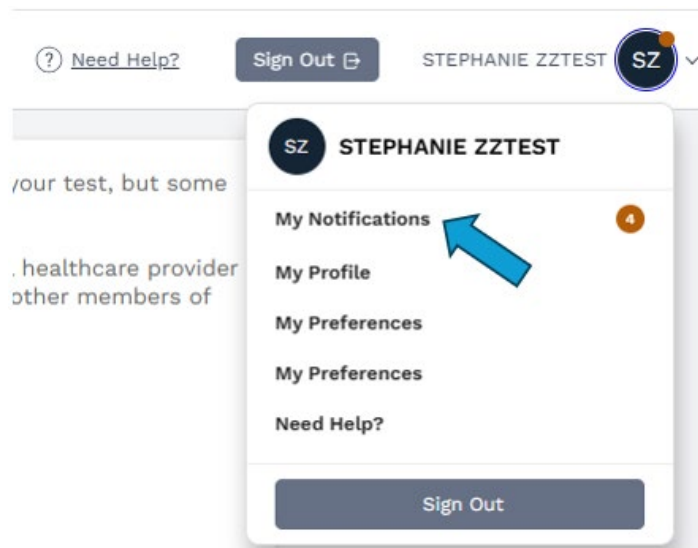 ? Need Help?
Sign Out
STEPHANIE ZZTEST
SZ
SZ
STEPHANIE ZZTEST
your test, but some
healthcare provider
other members of
My Notifications
4
My Profile
My Preferences
My Preferences
Need Help?
Sign Out